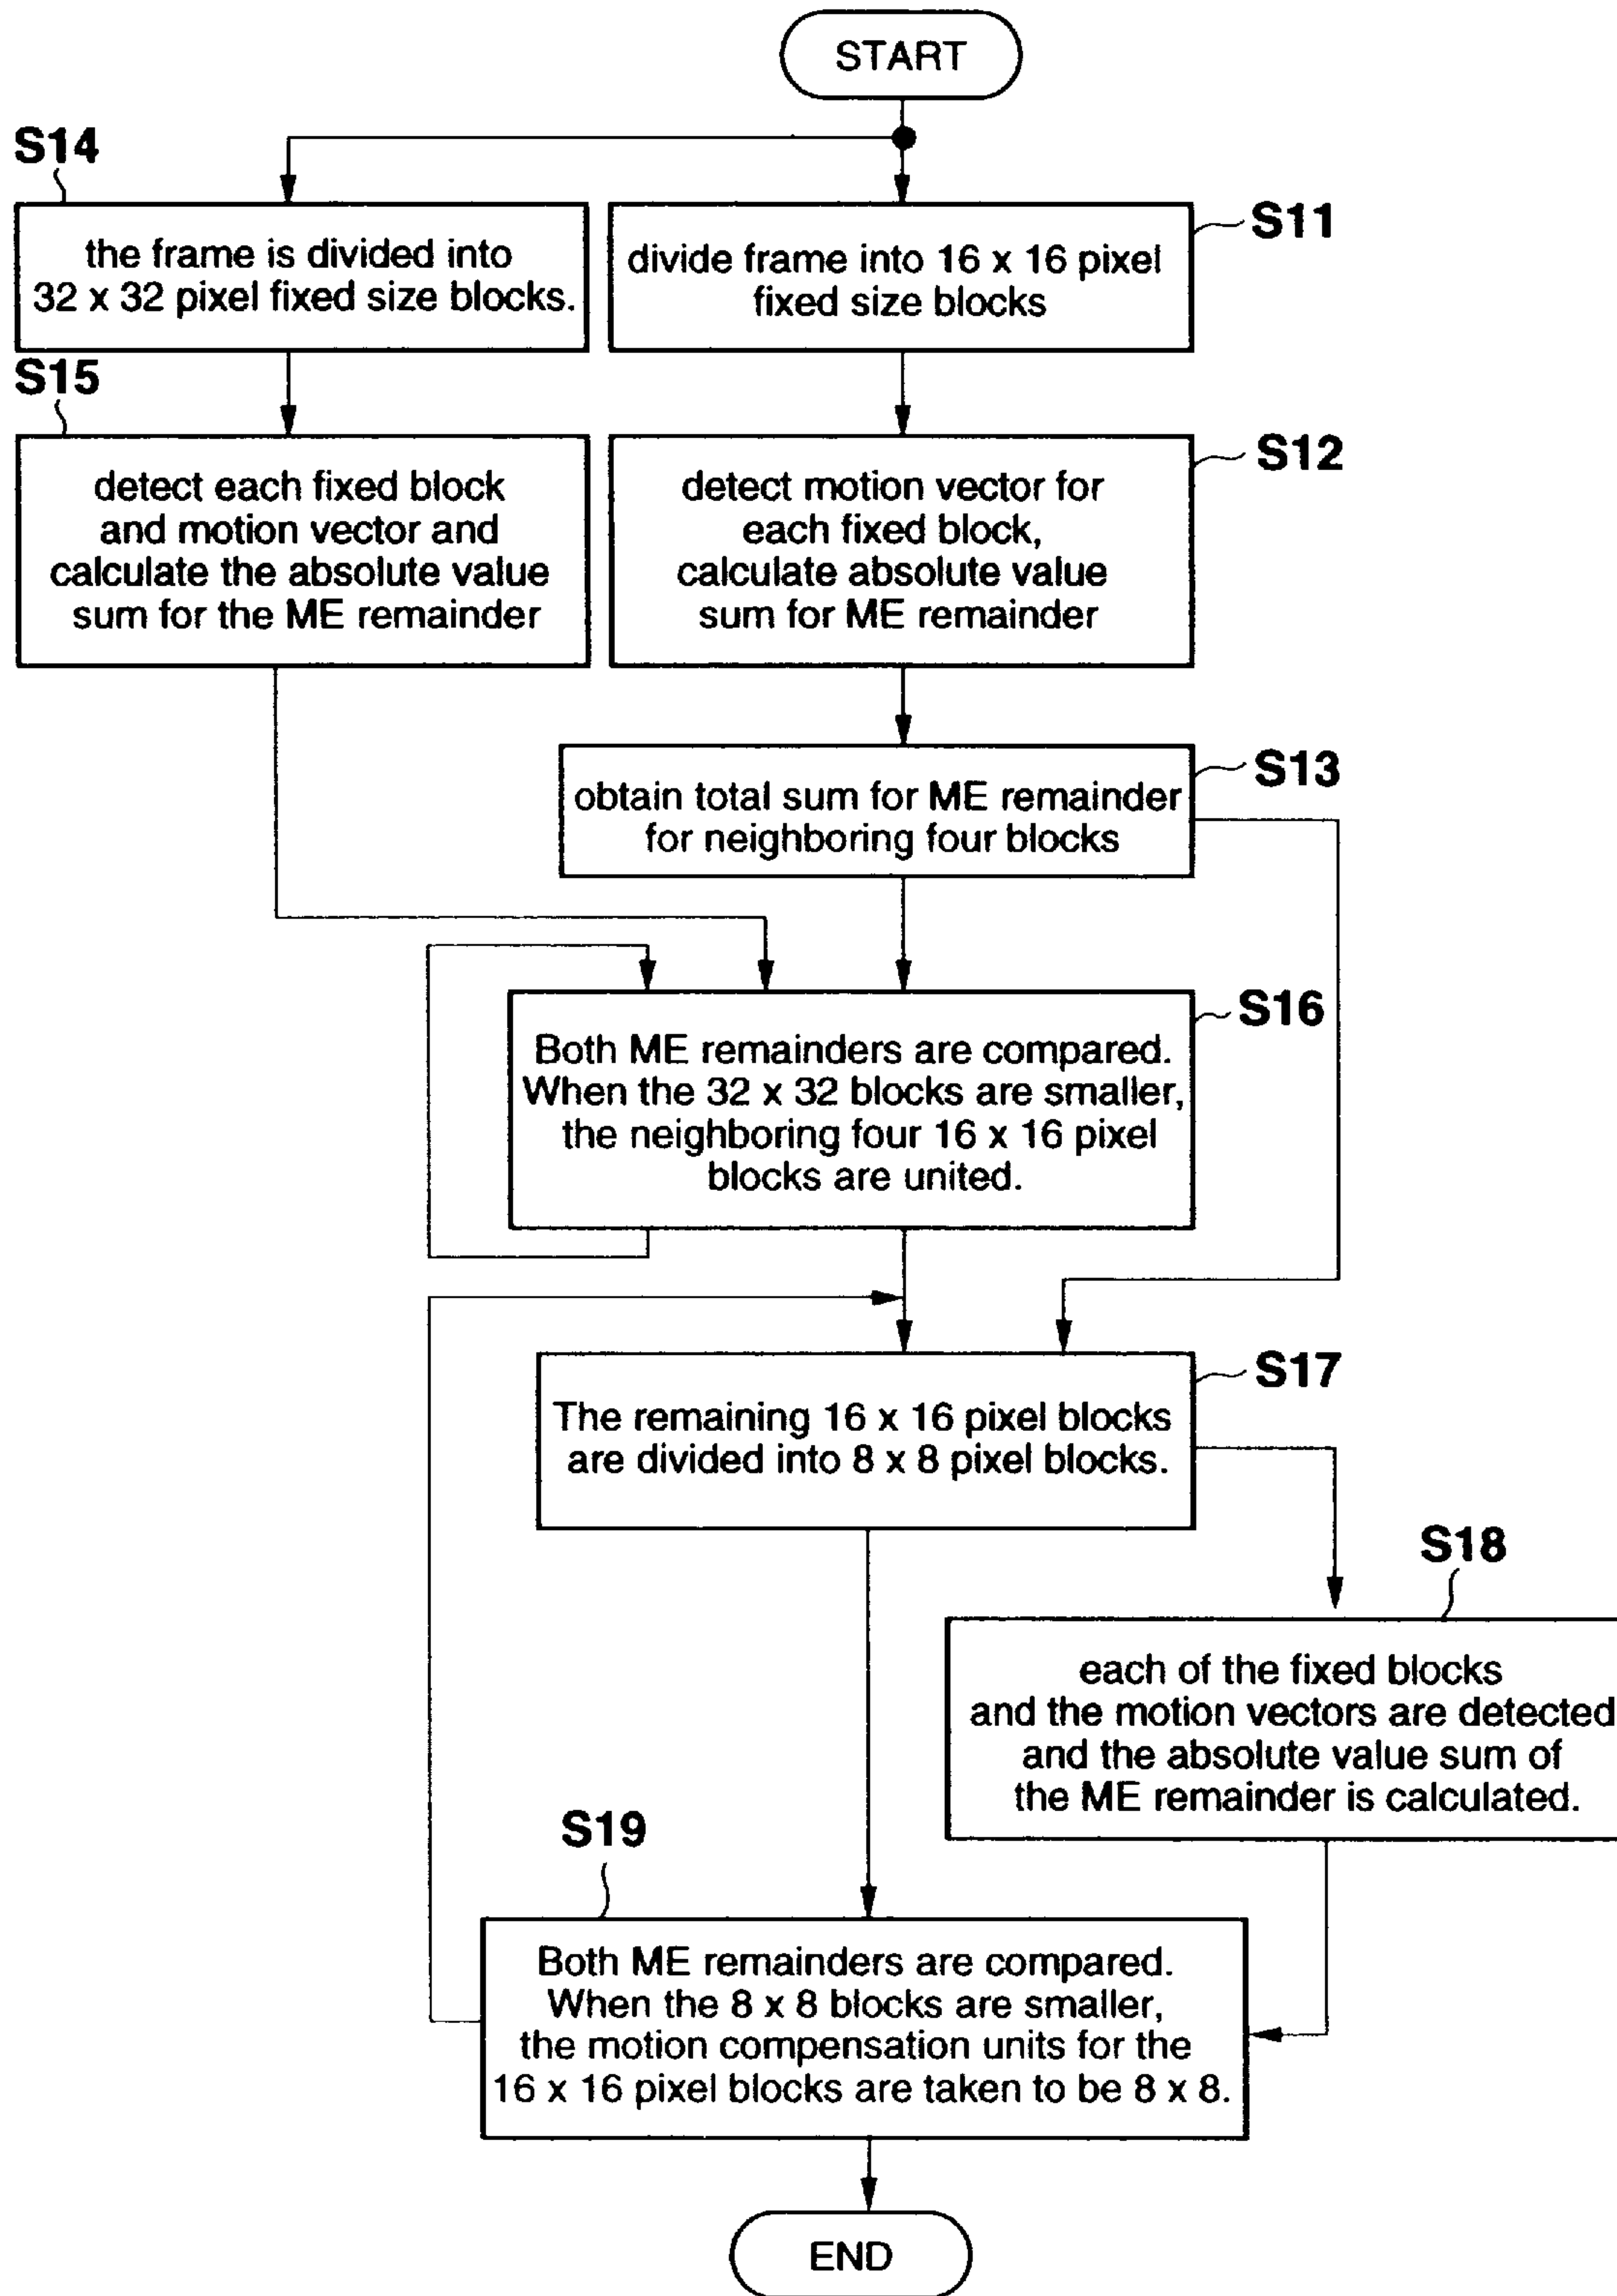 START
S14
the frame is divided into
32 x 32 pixel fixed size blocks.
S11
divide frame into 16 x 16 pixel
fixed size blocks
S15
detect each fixed block
and motion vector and
calculate the absolute value
sum for the ME remainder
S12
detect motion vector for
each fixed block,
calculate absolute value
sum for ME remainder
S13
obtain total sum for ME remainder
for neighboring four blocks
S16
Both ME remainders are compared.
When the 32 x 32 blocks are smaller,
the neighboring four 16 x 16 pixel
blocks are united.
S17
The remaining 16 x 16 pixel blocks
are divided into 8 x 8 pixel blocks.
S18
each of the fixed blocks
and the motion vectors are detected
and the absolute value sum of
the ME remainder is calculated.
S19
Both ME remainders are compared.
When the 8 x 8 blocks are smaller,
the motion compensation units for the
16 x 16 pixel blocks are taken to be 8 x 8.
END